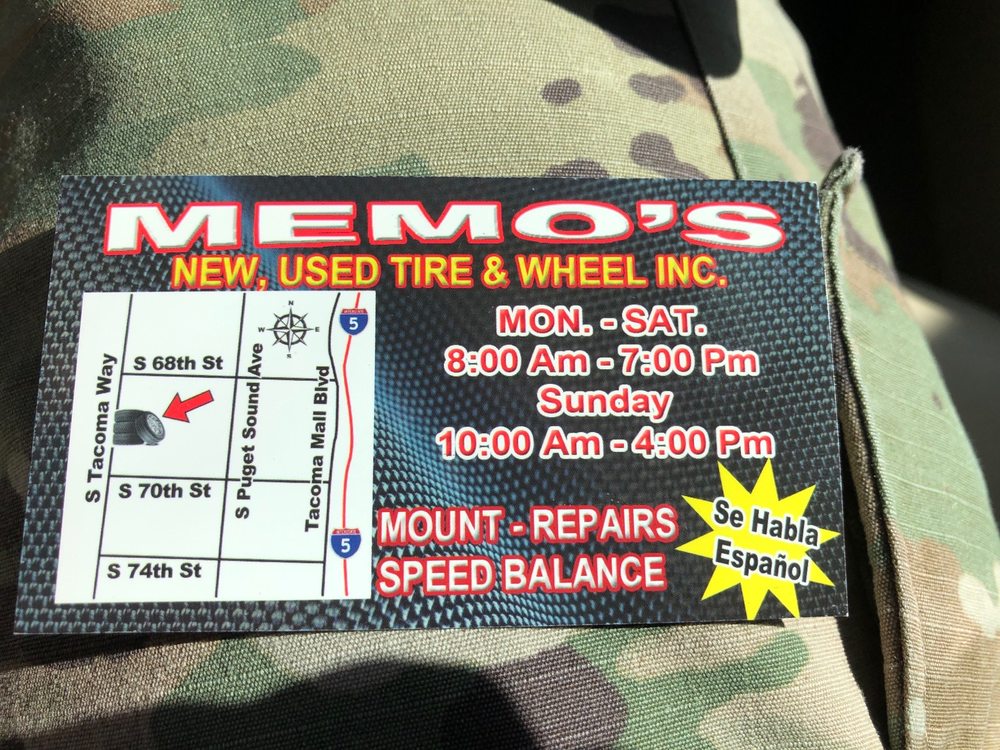 MEMO'S
NEW, USED TIRE & WHEEL INC.
MON. - SAT.
8:00 Am - 7:00 Pm
Sunday
10:00 Am - 4:00 Pm
MOUNT - REPAIRS
SPEED BALANCE
Se Habla
Español
N
W E
S
5
S 68th St
S Tacoma Way
S Puget Sound Ave
Tacoma Mall Blvd
S 70th St
5
S 74th St